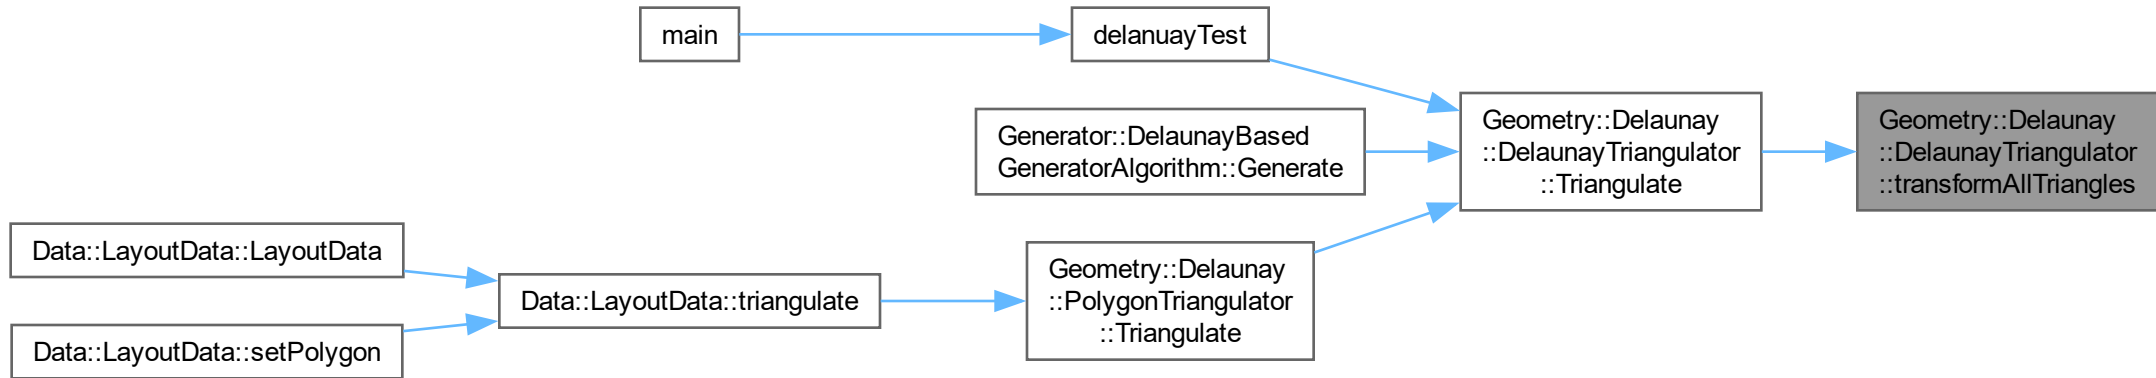 main
delanuayTest
Geometry::Delaunay
::DelaunayTriangulator
::Triangulate
Geometry::Delaunay
::DelaunayTriangulator
::transformAllTriangles
Generator::DelaunayBased
GeneratorAlgorithm::Generate
Data::LayoutData::LayoutData
Data::LayoutData::triangulate
Geometry::Delaunay
::PolygonTriangulator
::Triangulate
Data::LayoutData::setPolygon